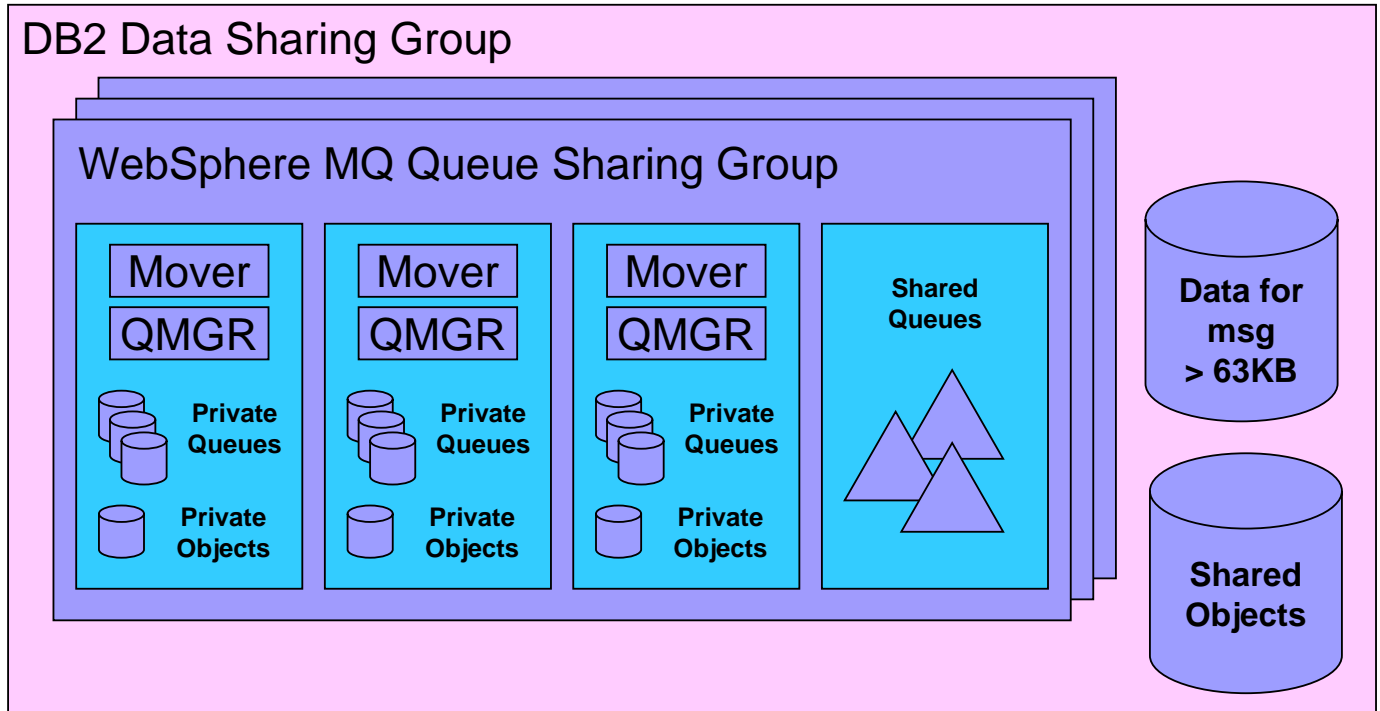 DB2 Data Sharing Group
WebSphere MQ Queue Sharing Group
Mover
QMGR
Private
Queues
Private
Objects
Mover
QMGR
Private
Queues
Private
Objects
Mover
QMGR
Private
Queues
Private
Objects
Shared
Queues
Data for
msg
> 63KB
Shared
Objects